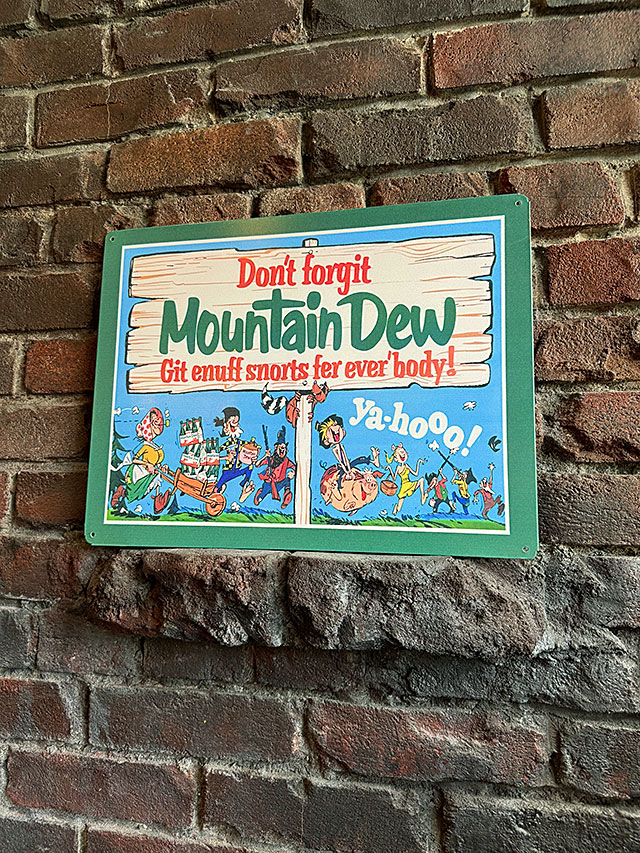 Don't forgit
Mountain Dew
Git enuff snorts fer ever'body!
ya-hooo!